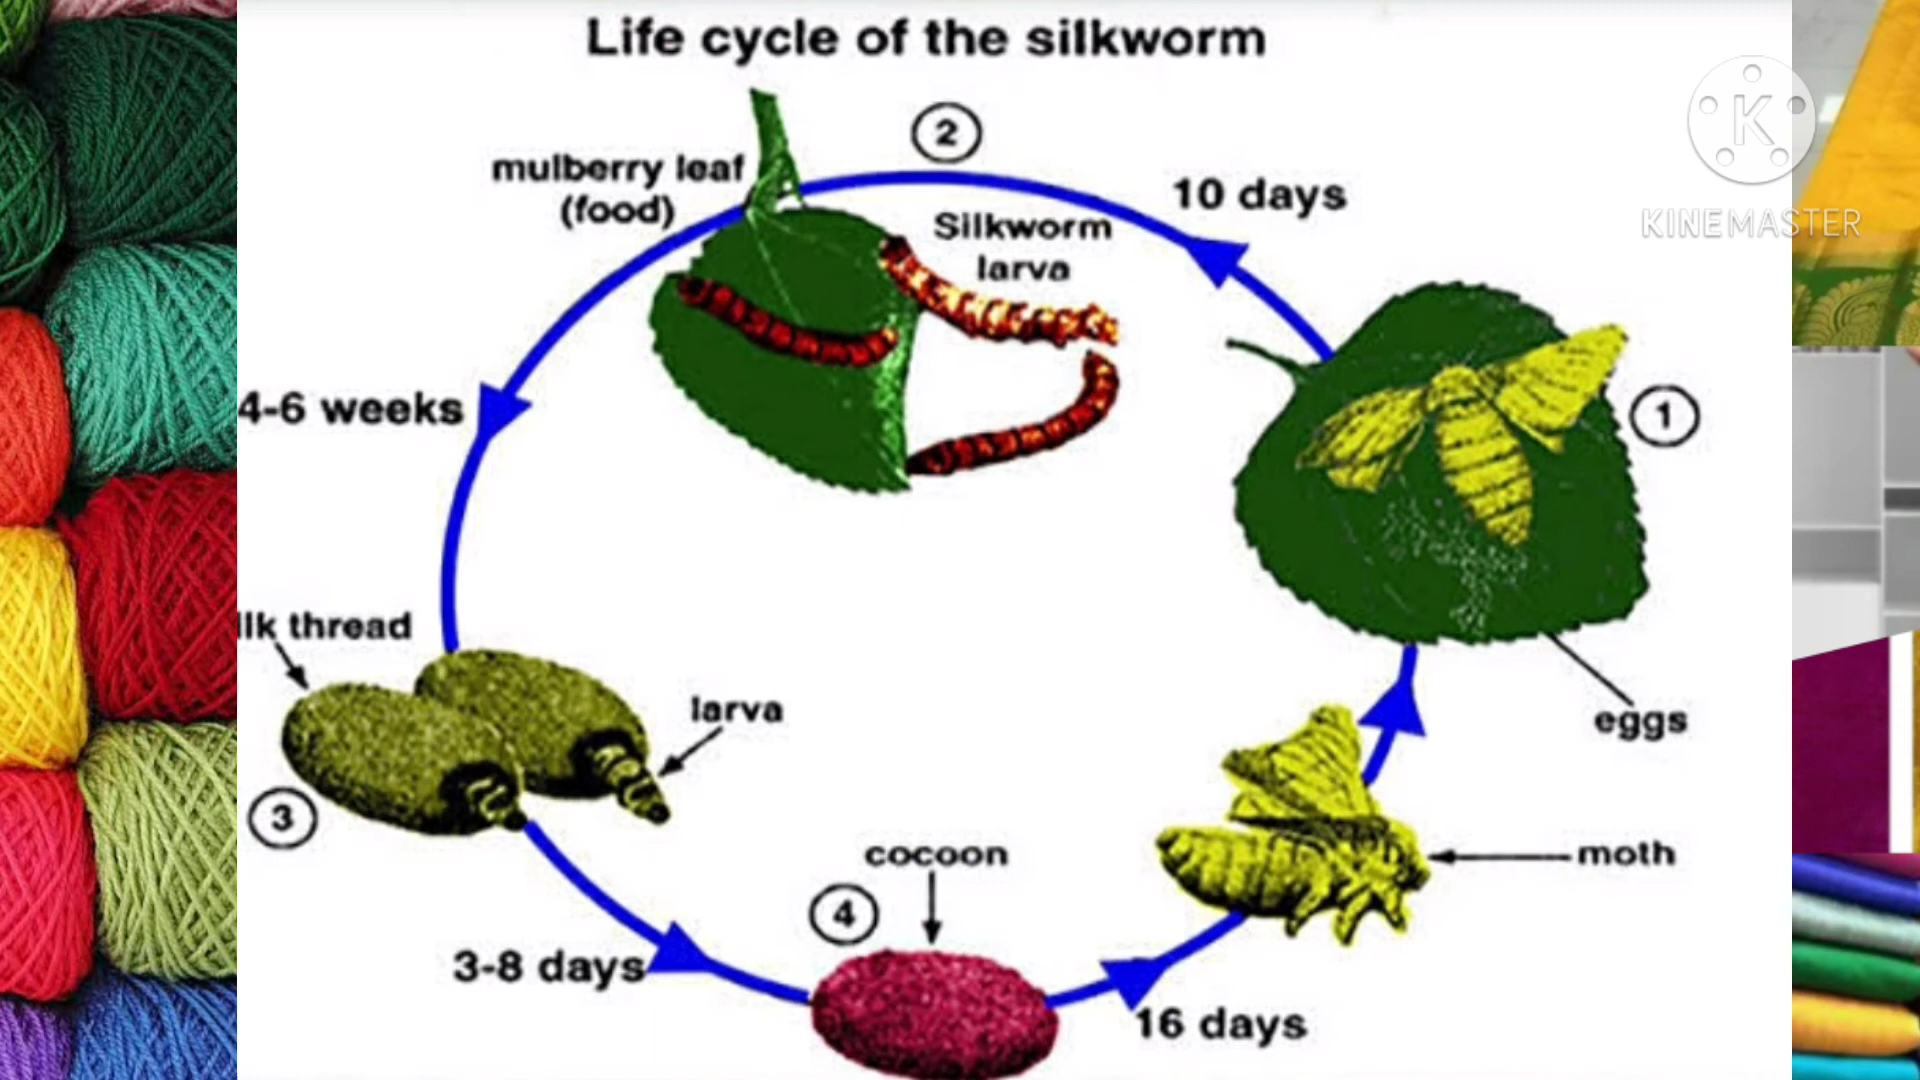 Life cycle of the silkworm
2
mulberry leaf
(food)
10 days
Silkworm
larva
K
KINEMASTER
4-6 weeks
1
ilk thread
larva
eggs
3
cocoon
moth
4
3-8 days
16 days